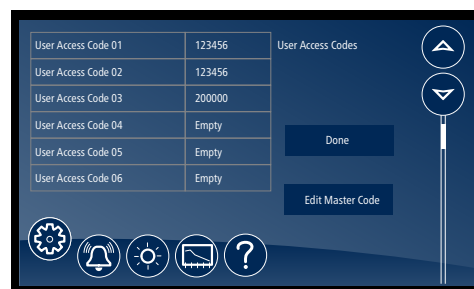 User Access Code 01 123456 User Access Codes
User Access Code 02 123456
User Access Code 03 200000
User Access Code 04 Empty
Done
User Access Code 05 Empty
User Access Code 06 Empty
Edit Master Code
?